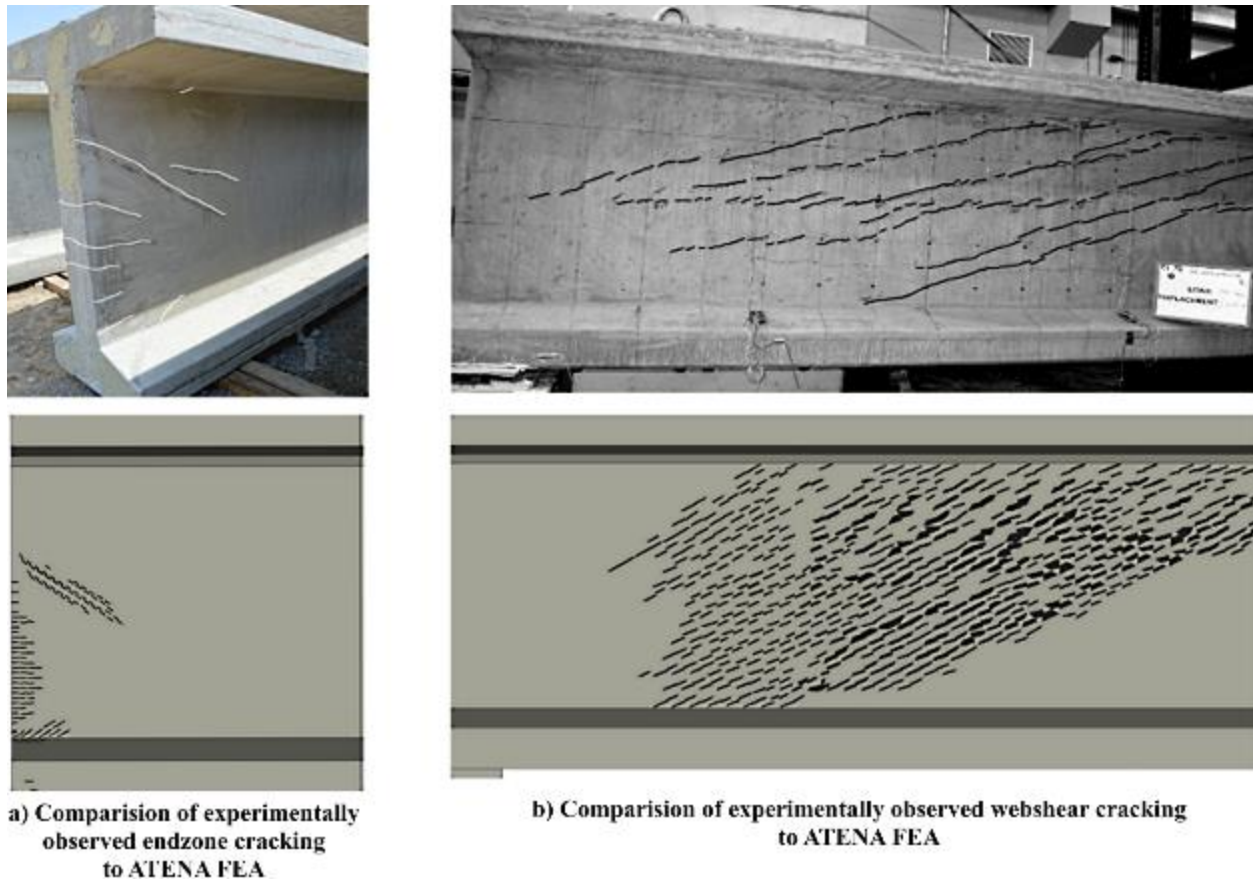 a) Comparision of experimentally
observed endzone cracking
to ATENA FEA
b) Comparision of experimentally observed webshear cracking
to ATENA FEA